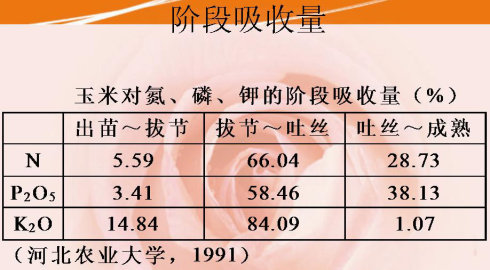 阶段吸收量
玉米对氮、磷、钾的阶段吸收量（%）
出苗～拔节 拔节～吐丝 吐丝～成熟
N 5.59 66.04 28.73
P₂O₅ 3.41 58.46 38.13
K₂O 14.84 84.09 1.07
（河北农业大学，1991）